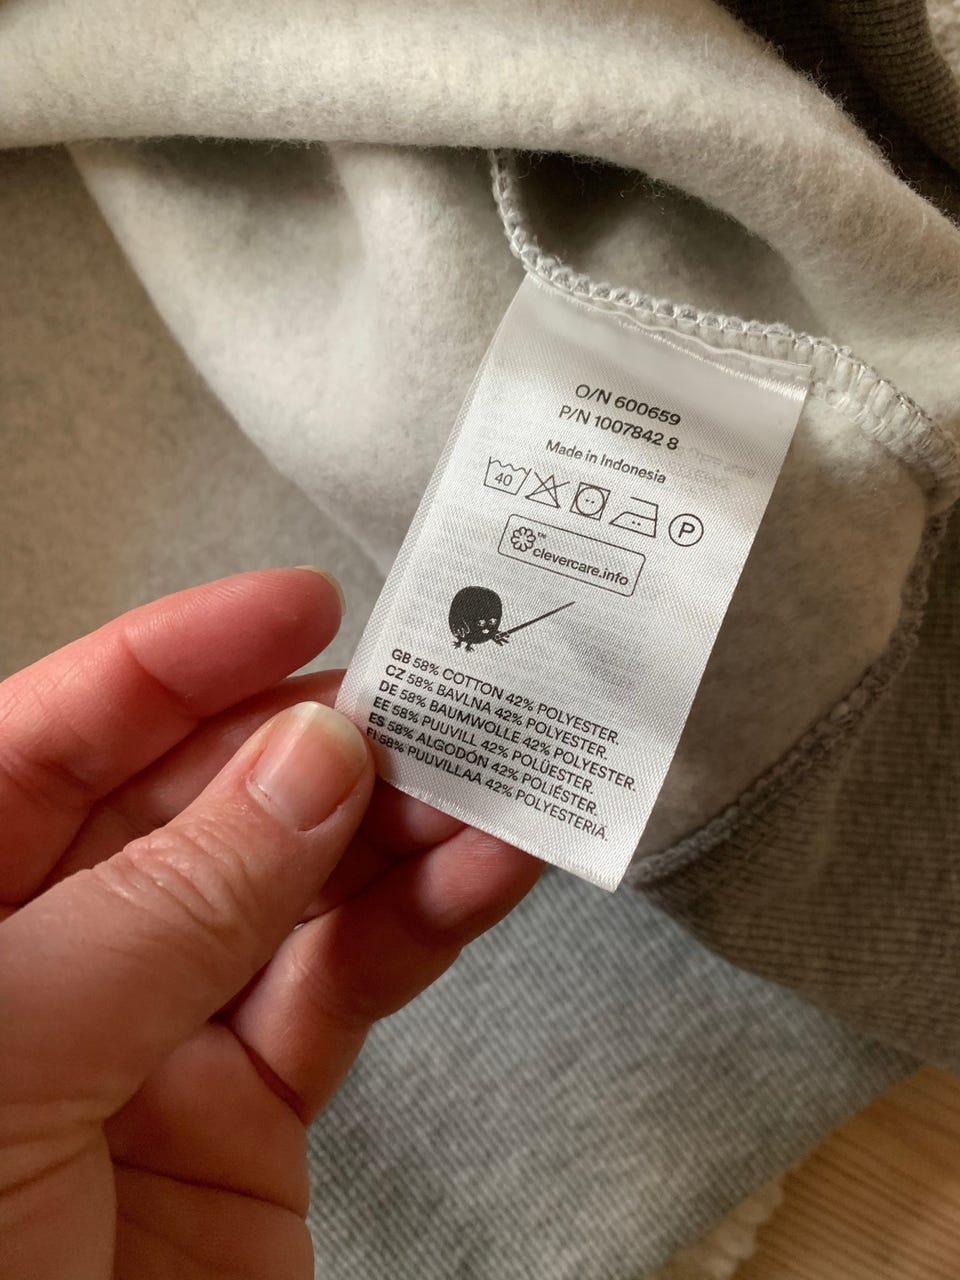 O/N 600659
P/N 1007842 8
Made in Indonesia
40 P
™ clevercare.info
GB 58% COTTON 42% POLYESTER.
CZ 58% BAVLNA 42% POLYESTER.
DE 58% BAUMWOLLE 42% POLYESTER.
EE 58% PUUVILL 42% POLÜESTER.
ES 58% ALGODÓN 42% POLIÉSTER.
FI 58% PUUVILLAA 42% POLYESTERIÄ.